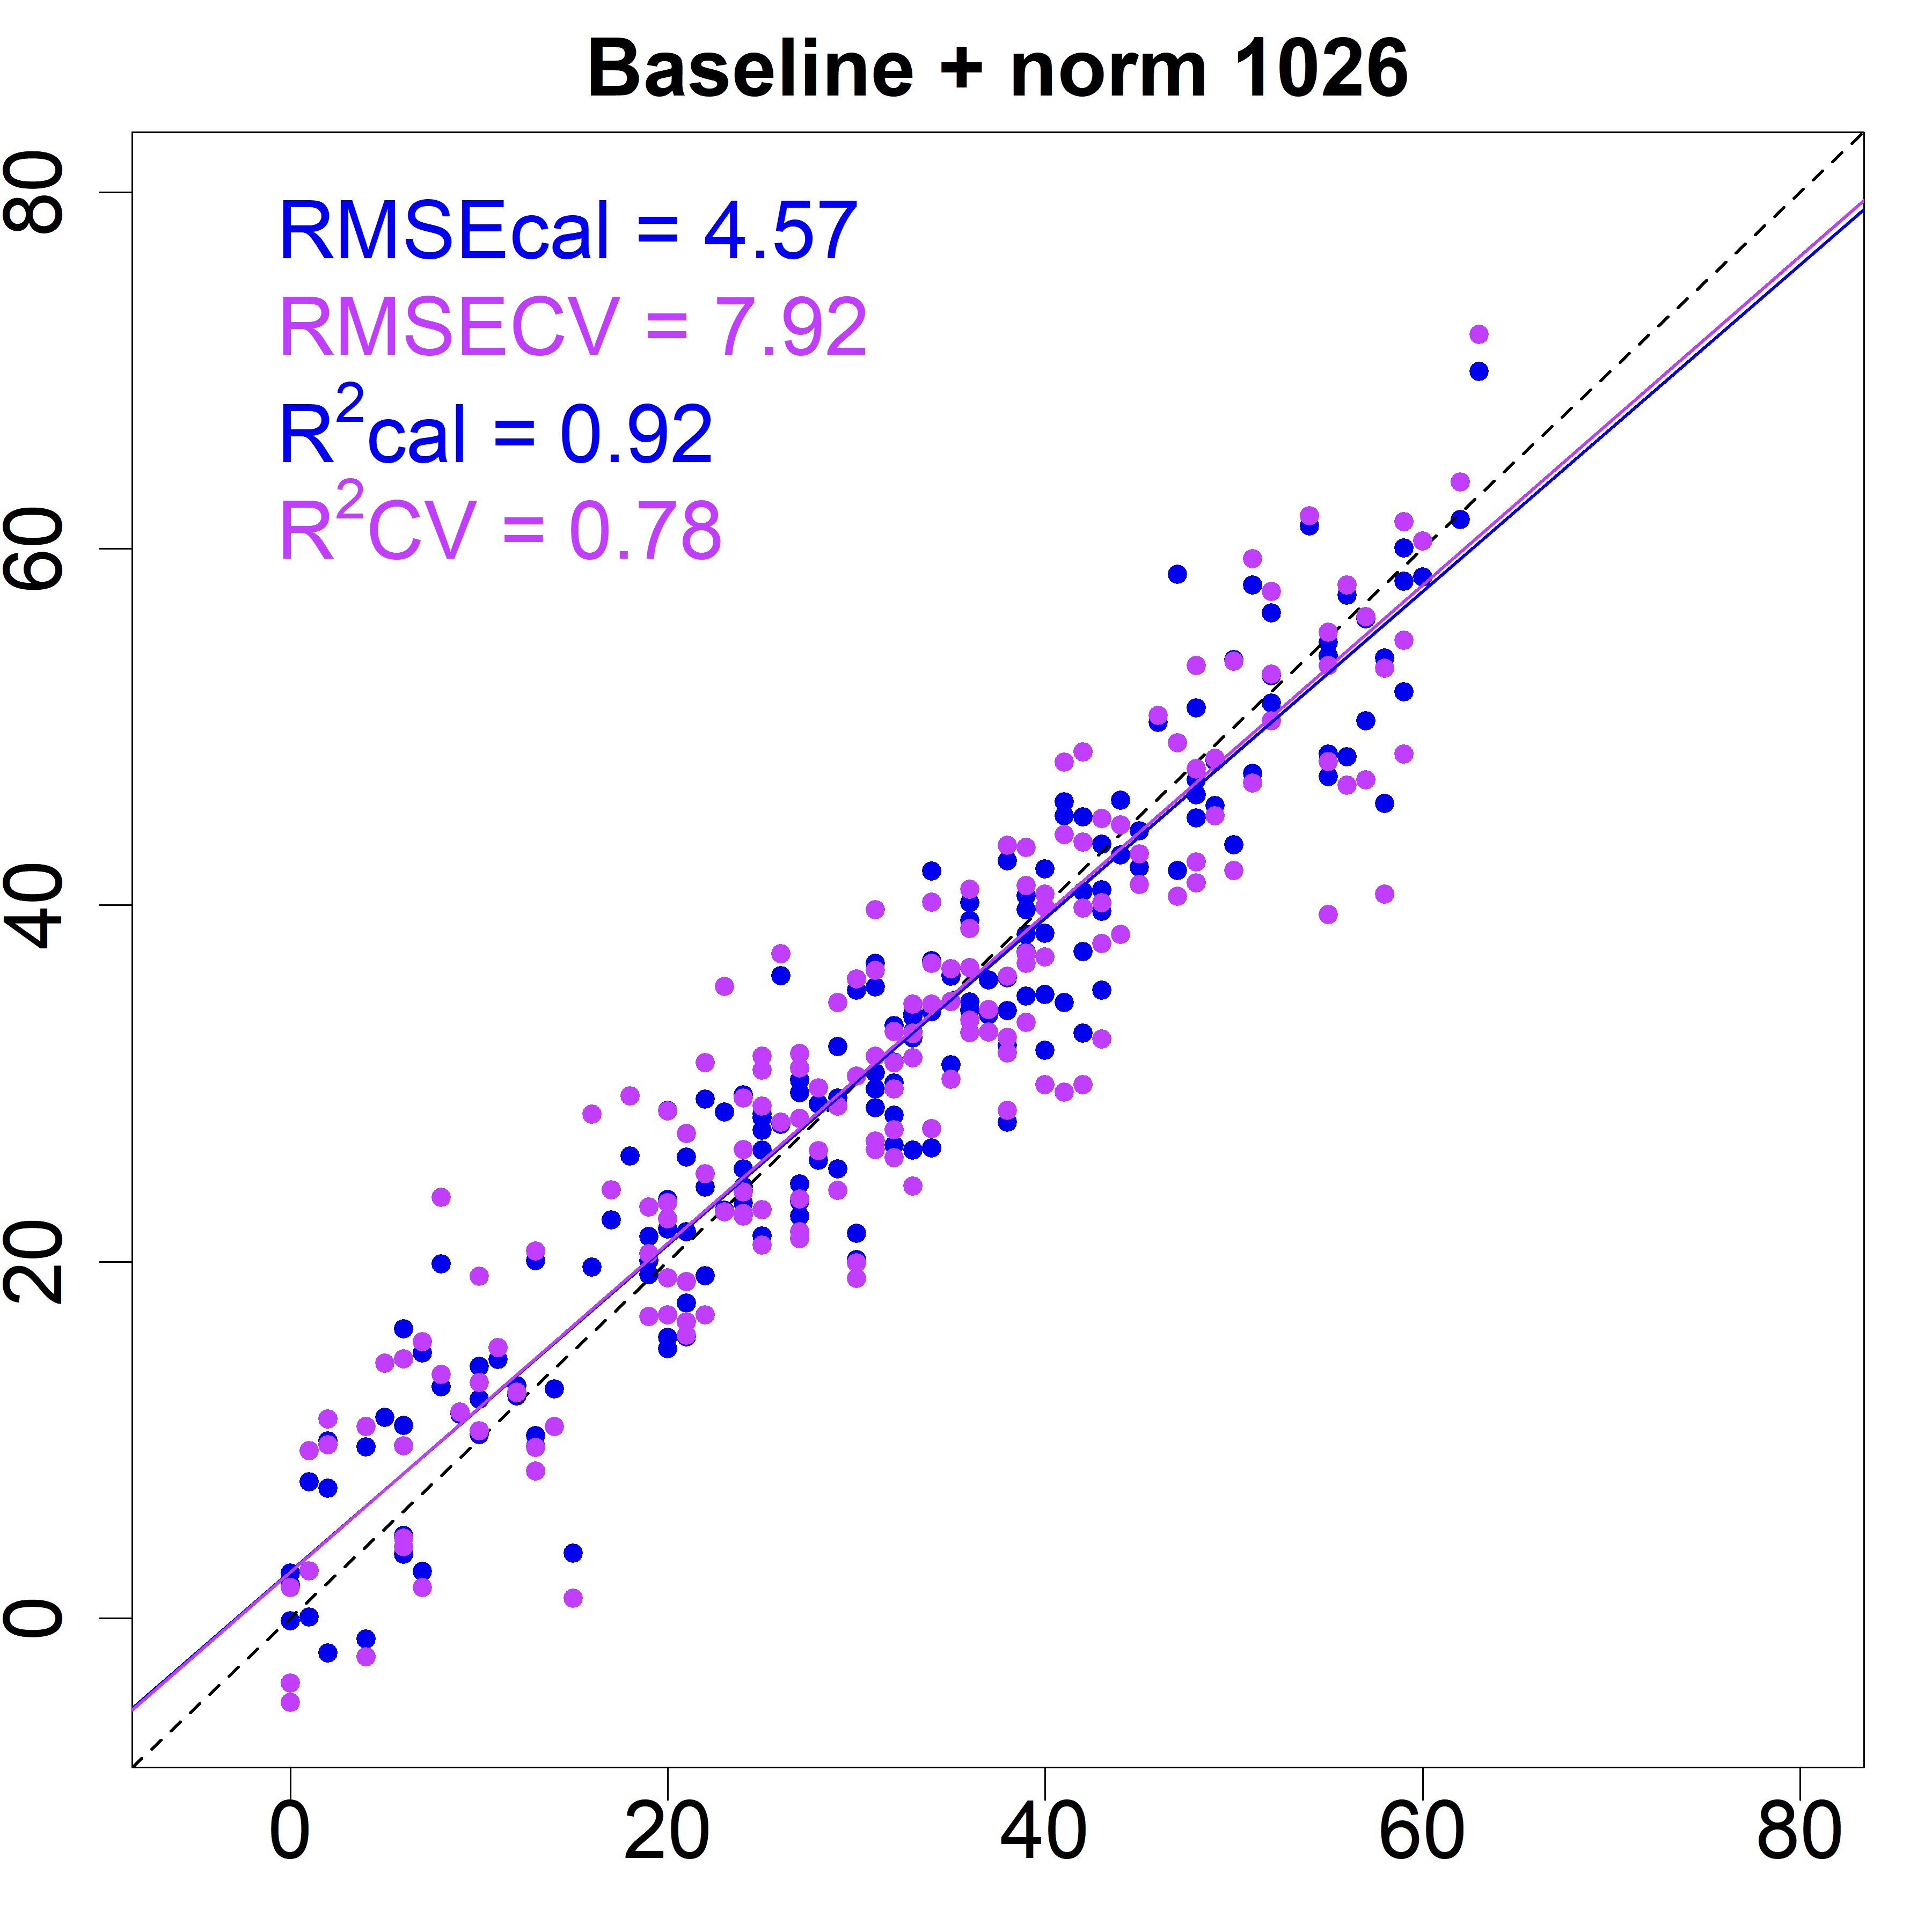 Baseline + norm 1026
RMSEcal = 4.57
RMSECV = 7.92
R²cal = 0.92
R²CV = 0.78
80
60
40
20
0
0 20 40 60 80